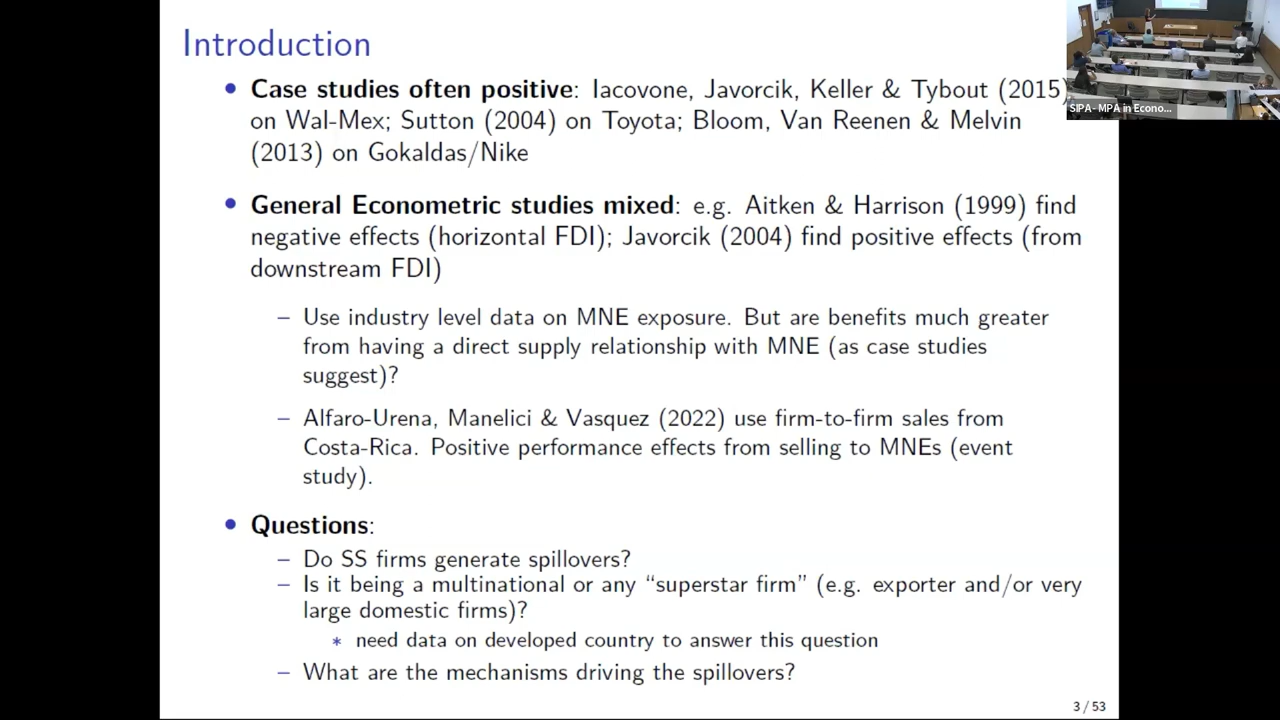 Introduction
• Case studies often positive: Iacovone, Javorcik, Keller & Tybout (2015)
on Wal-Mex; Sutton (2004) on Toyota; Bloom, Van Reenen & Melvin
(2013) on Gokaldas/Nike
• General Econometric studies mixed: e.g. Aitken & Harrison (1999) find
negative effects (horizontal FDI); Javorcik (2004) find positive effects (from
downstream FDI)
– Use industry level data on MNE exposure. But are benefits much greater
from having a direct supply relationship with MNE (as case studies
suggest)?
– Alfaro-Urena, Manelici & Vasquez (2022) use firm-to-firm sales from
Costa-Rica. Positive performance effects from selling to MNEs (event
study).
• Questions:
– Do SS firms generate spillovers?
– Is it being a multinational or any “superstar firm” (e.g. exporter and/or very
large domestic firms)?
* need data on developed country to answer this question
– What are the mechanisms driving the spillovers?
3 / 53
SIPA- MPA in Econo...